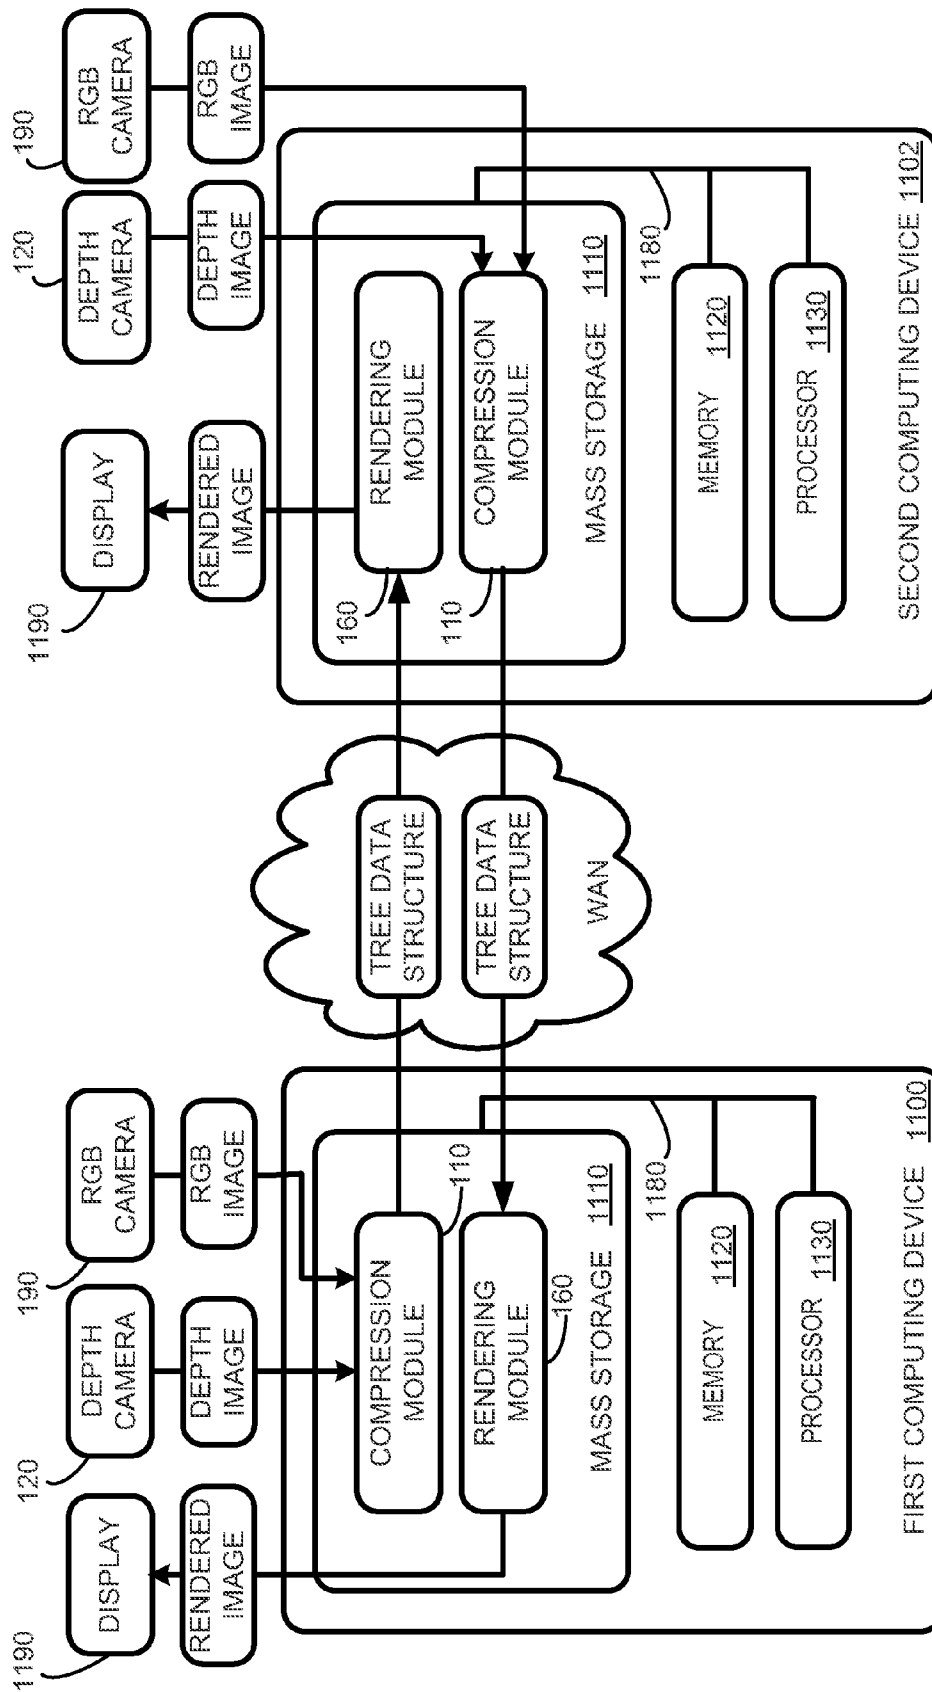 1190
DISPLAY
RENDERED
IMAGE
120
DEPTH
CAMERA
DEPTH
IMAGE
190
RGB
CAMERA
RGB
IMAGE
COMPRESSION
MODULE
110
RENDERING
MODULE
160
MASS STORAGE 1110
1180
MEMORY 1120
PROCESSOR 1130
FIRST COMPUTING DEVICE 1100
TREE DATA
STRUCTURE
TREE DATA
STRUCTURE
WAN
1190
DISPLAY
RENDERED
IMAGE
120
DEPTH
CAMERA
DEPTH
IMAGE
190
RGB
CAMERA
RGB
IMAGE
160
RENDERING
MODULE
110
COMPRESSION
MODULE
MASS STORAGE 1110
1180
MEMORY 1120
PROCESSOR 1130
SECOND COMPUTING DEVICE 1102